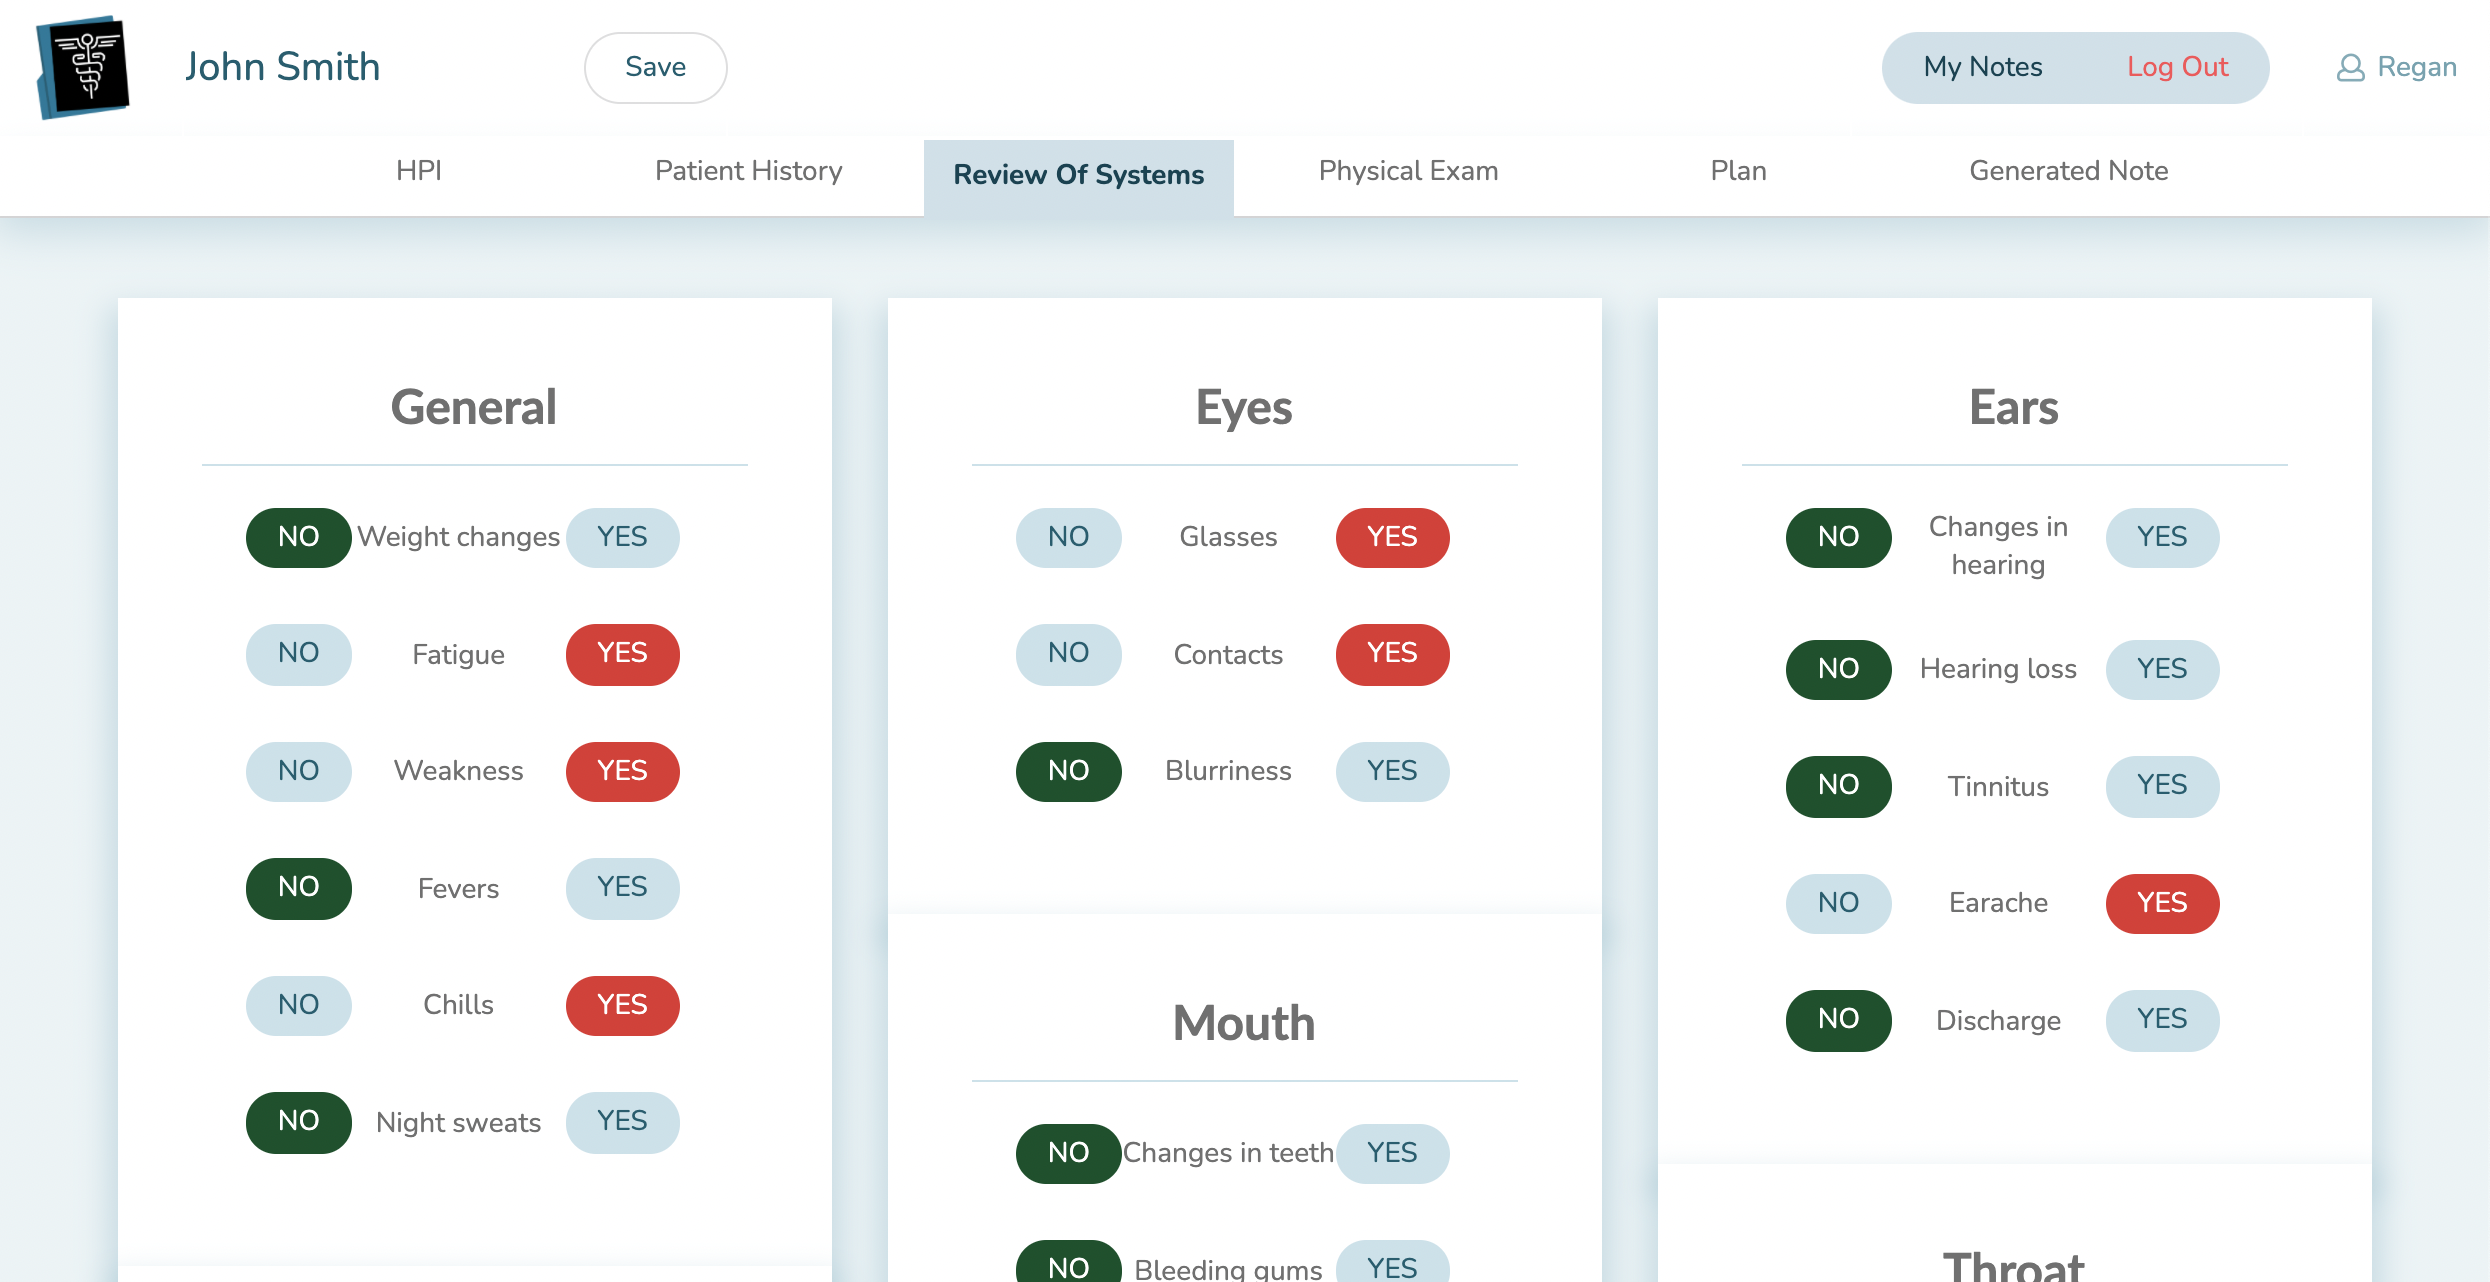 John Smith
Save
My Notes
Log Out
Regan
HPI
Patient History
Review Of Systems
Physical Exam
Plan
Generated Note
General
NO Weight changes YES
NO Fatigue YES
NO Weakness YES
NO Fevers YES
NO Chills YES
NO Night sweats YES
Eyes
NO Glasses YES
NO Contacts YES
NO Blurriness YES
Mouth
NO Changes in teeth YES
NO Bleeding gums YES
Ears
NO Changes in
hearing YES
NO Hearing loss YES
NO Tinnitus YES
NO Earache YES
NO Discharge YES
Throat